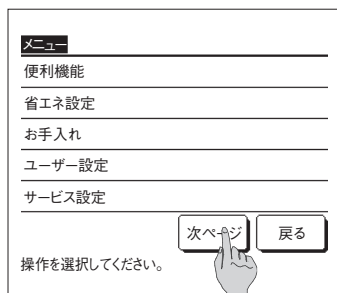 メニュー
便利機能
省エネ設定
お手入れ
ユーザー設定
サービス設定
次ページ 戻る
操作を選択してください。